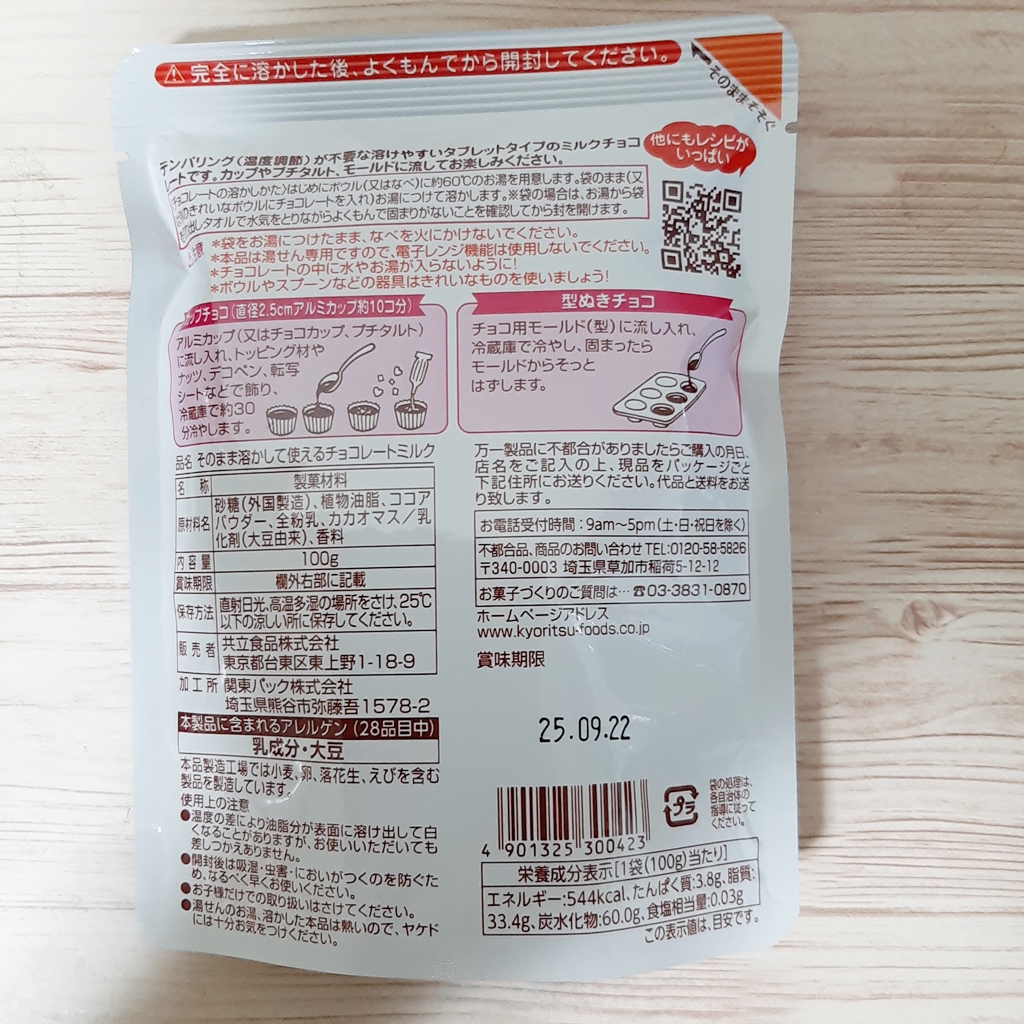 ⚠完全に溶かした後、よくもんでから開封してください。
そのままそそぐ
他にもレシピが
いっぱい
テンパリング(温度調節)が不要な溶けやすいタブレットタイプのミルクチョコ
レートです。カップやプチタルト、モールドに流してお楽しみください。
チョコレートの溶かしかた)はじめにボウル(又はなべ)に約60℃のお湯を用意します。袋のまま(又
のきれいなボウルにチョコレートを入れ)お湯につけて溶かします。※袋の場合は、お湯から袋
出しタオルで水気をとりながらよくもんで固まりがないことを確認してから封を開けます。
*袋をお湯につけたまま、なべを火にかけないでください。
*本品は湯せん専用ですので、電子レンジ機能は使用しないでください。
*チョコレートの中に水やお湯が入らないように!
*ボウルやスプーンなどの器具はきれいなものを使いましょう!
カップチョコ(直径2.5cmアルミカップ約10コ分)
アルミカップ(又はチョコカップ、プチタルト)
に流し入れ、トッピング材や
ナッツ、デコペン、転写
シートなどで飾り、
冷蔵庫で約30
分冷やします。
型ぬきチョコ
チョコ用モールド(型)に流し入れ、
冷蔵庫で冷やし、固まったら
モールドからそっと
はずします。
品名 そのまま溶かして使えるチョコレートミルク
名 称 製菓材料
原材料名 砂糖(外国製造)、植物油脂、ココア
パウダー、全粉乳、カカオマス/乳
化剤(大豆由来)、香料
内容量 100g
賞味期限 欄外右部に記載
保存方法 直射日光、高温多湿の場所をさけ、25℃
以下の涼しい所に保存してください。
販売者 共立食品株式会社
東京都台東区東上野1-18-9
加工所 関東パック株式会社
埼玉県熊谷市弥藤吾1578-2
本製品に含まれるアレルゲン(28品目中)
乳成分・大豆
本品製造工場では小麦、卵、落花生、えびを含む
製品を製造しています。
使用上の注意
●温度の差により油脂分が表面に溶け出して白
くなることがありますが、お使いいただいても
差しつかえありません。
●開封後は吸湿・虫害・においがつくのを防ぐた
め、なるべく早くお使いください。
●お子様だけでの取り扱いはさけてください。
●湯せんのお湯、溶かした本品は熱いので、ヤケド
には十分お気をつけください。
万一製品に不都合がありましたらご購入の月日、
店名をご記入の上、現品をパッケージごと
下記住所にお送りください。代品と送料をお送
り致します。
お電話受付時間:9am〜5pm(土・日・祝日を除く)
不都合品、商品のお問い合わせ TEL:0120-58-5826
〒340-0003 埼玉県草加市稲荷5-12-12
お菓子づくりのご質問は…☎03-3831-0870
ホームページアドレス
www.kyoritsu-foods.co.jp
賞味期限
25.09.22
プラ
袋の処理は、
各自治体の
指導に従って
ください。
4 901325 300423
栄養成分表示[1袋(100g)当たり]
エネルギー:544kcal、たんぱく質:3.8g、脂質:
33.4g、炭水化物:60.0g、食塩相当量:0.03g
この表示値は、目安です。